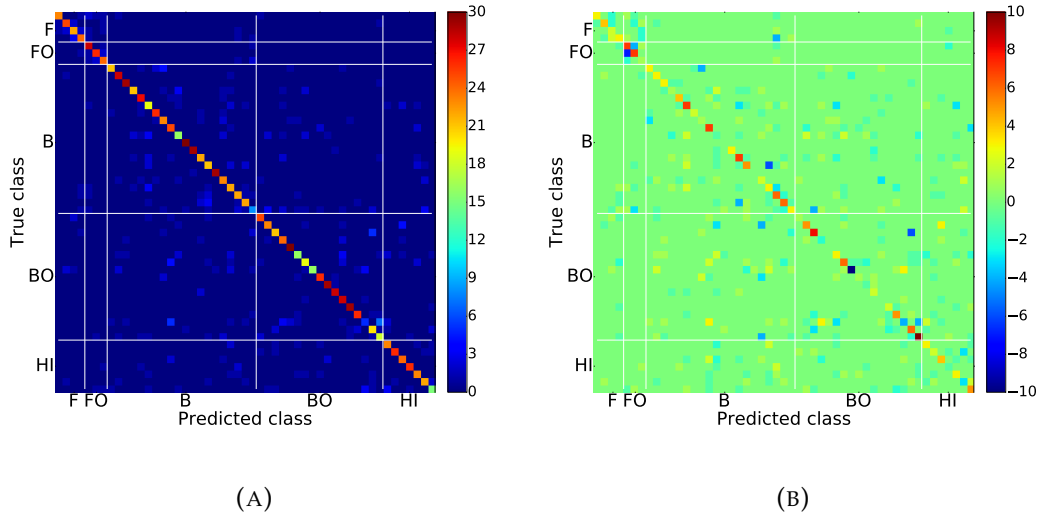 F
FO
B
BO
HI
True class
F FO B BO HI
Predicted class
30
27
24
21
18
15
12
9
6
3
0
(A)
F
FO
B
BO
HI
True class
F FO B BO HI
Predicted class
10
8
6
4
2
0
−2
−4
−6
−8
−10
(B)